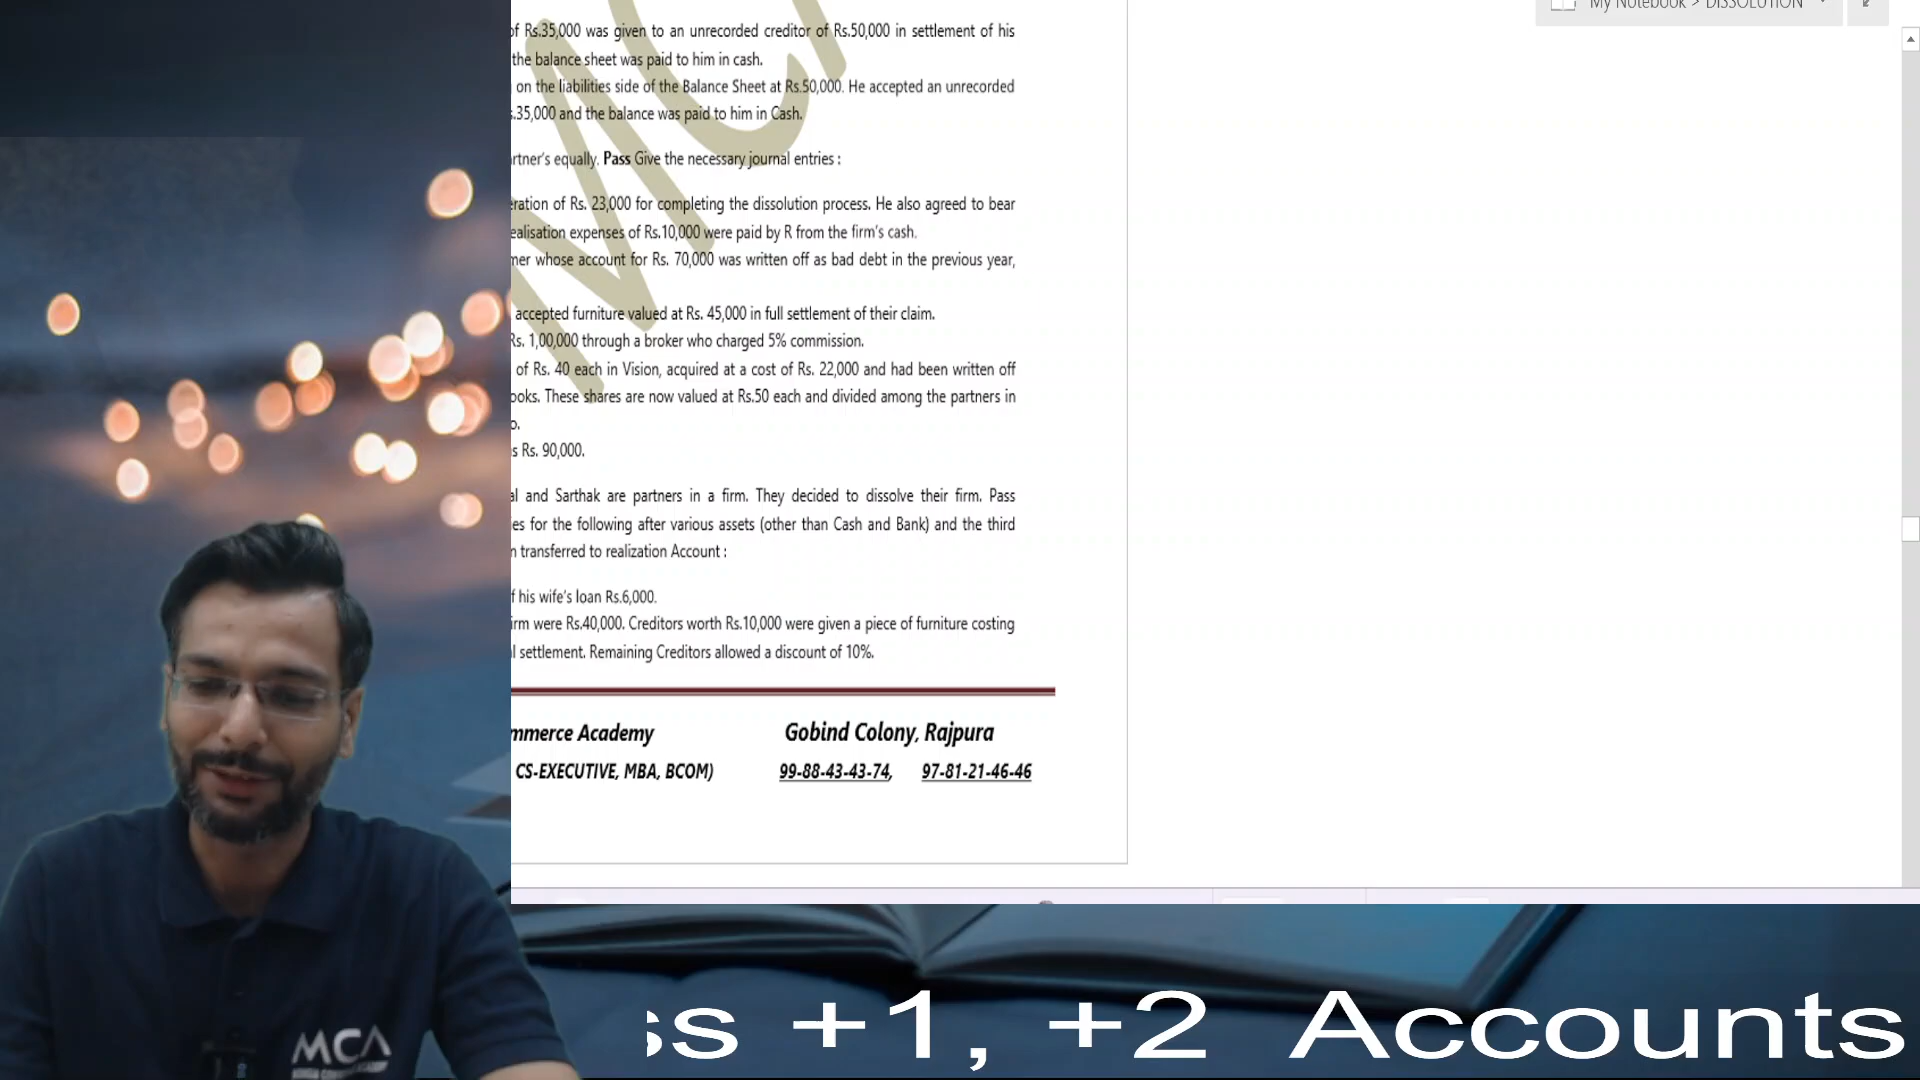 My Notebook > DISSOLUTION
of Rs.35,000 was given to an unrecorded creditor of Rs.50,000 in settlement of his
the balance sheet was paid to him in cash.
on the liabilities side of the Balance Sheet at Rs.50,000. He accepted an unrecorded
.35,000 and the balance was paid to him in Cash.
artner's equally. Pass Give the necessary journal entries :
eration of Rs. 23,000 for completing the dissolution process. He also agreed to bear
ealisation expenses of Rs.10,000 were paid by R from the firm's cash.
mer whose account for Rs. 70,000 was written off as bad debt in the previous year,
accepted furniture valued at Rs. 45,000 in full settlement of their claim.
Rs. 1,00,000 through a broker who charged 5% commission.
of Rs. 40 each in Vision, acquired at a cost of Rs. 22,000 and had been written off
ooks. These shares are now valued at Rs.50 each and divided among the partners in
o.
s Rs. 90,000.
al and Sarthak are partners in a firm. They decided to dissolve their firm. Pass
es for the following after various assets (other than Cash and Bank) and the third
n transferred to realization Account :
f his wife's loan Rs.6,000.
irm were Rs.40,000. Creditors worth Rs.10,000 were given a piece of furniture costing
l settlement. Remaining Creditors allowed a discount of 10%.
mmerce Academy Gobind Colony, Rajpura
CS-EXECUTIVE, MBA, BCOM) 99-88-43-43-74, 97-81-21-46-46
MCA
ss +1, +2 Accounts